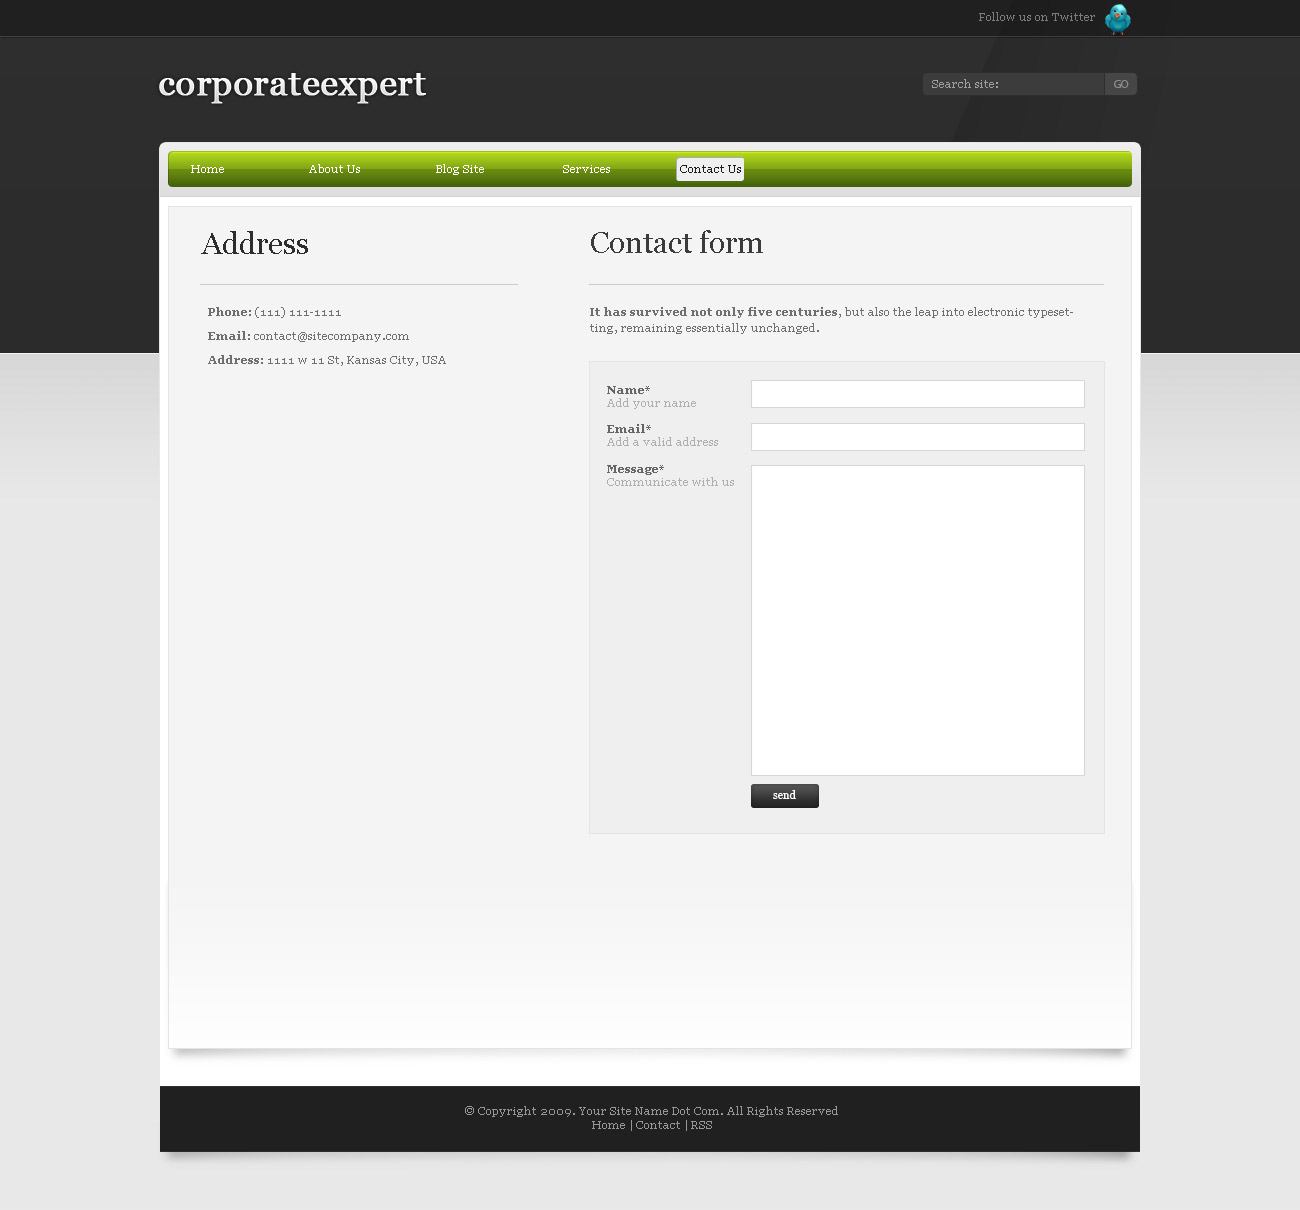 Follow us on Twitter
corporateexpert
Search site:
GO
Home
About Us
Blog Site
Services
Contact Us
Address
Phone: (111) 111-1111
Email: contact@sitecompany.com
Address: 1111 w 11 St, Kansas City, USA
Contact form
It has survived not only five centuries, but also the leap into electronic typeset-
ting, remaining essentially unchanged.
Name*
Add your name
Email*
Add a valid address
Message*
Communicate with us
send
© Copyright 2009. Your Site Name Dot Com. All Rights Reserved
Home | Contact | RSS